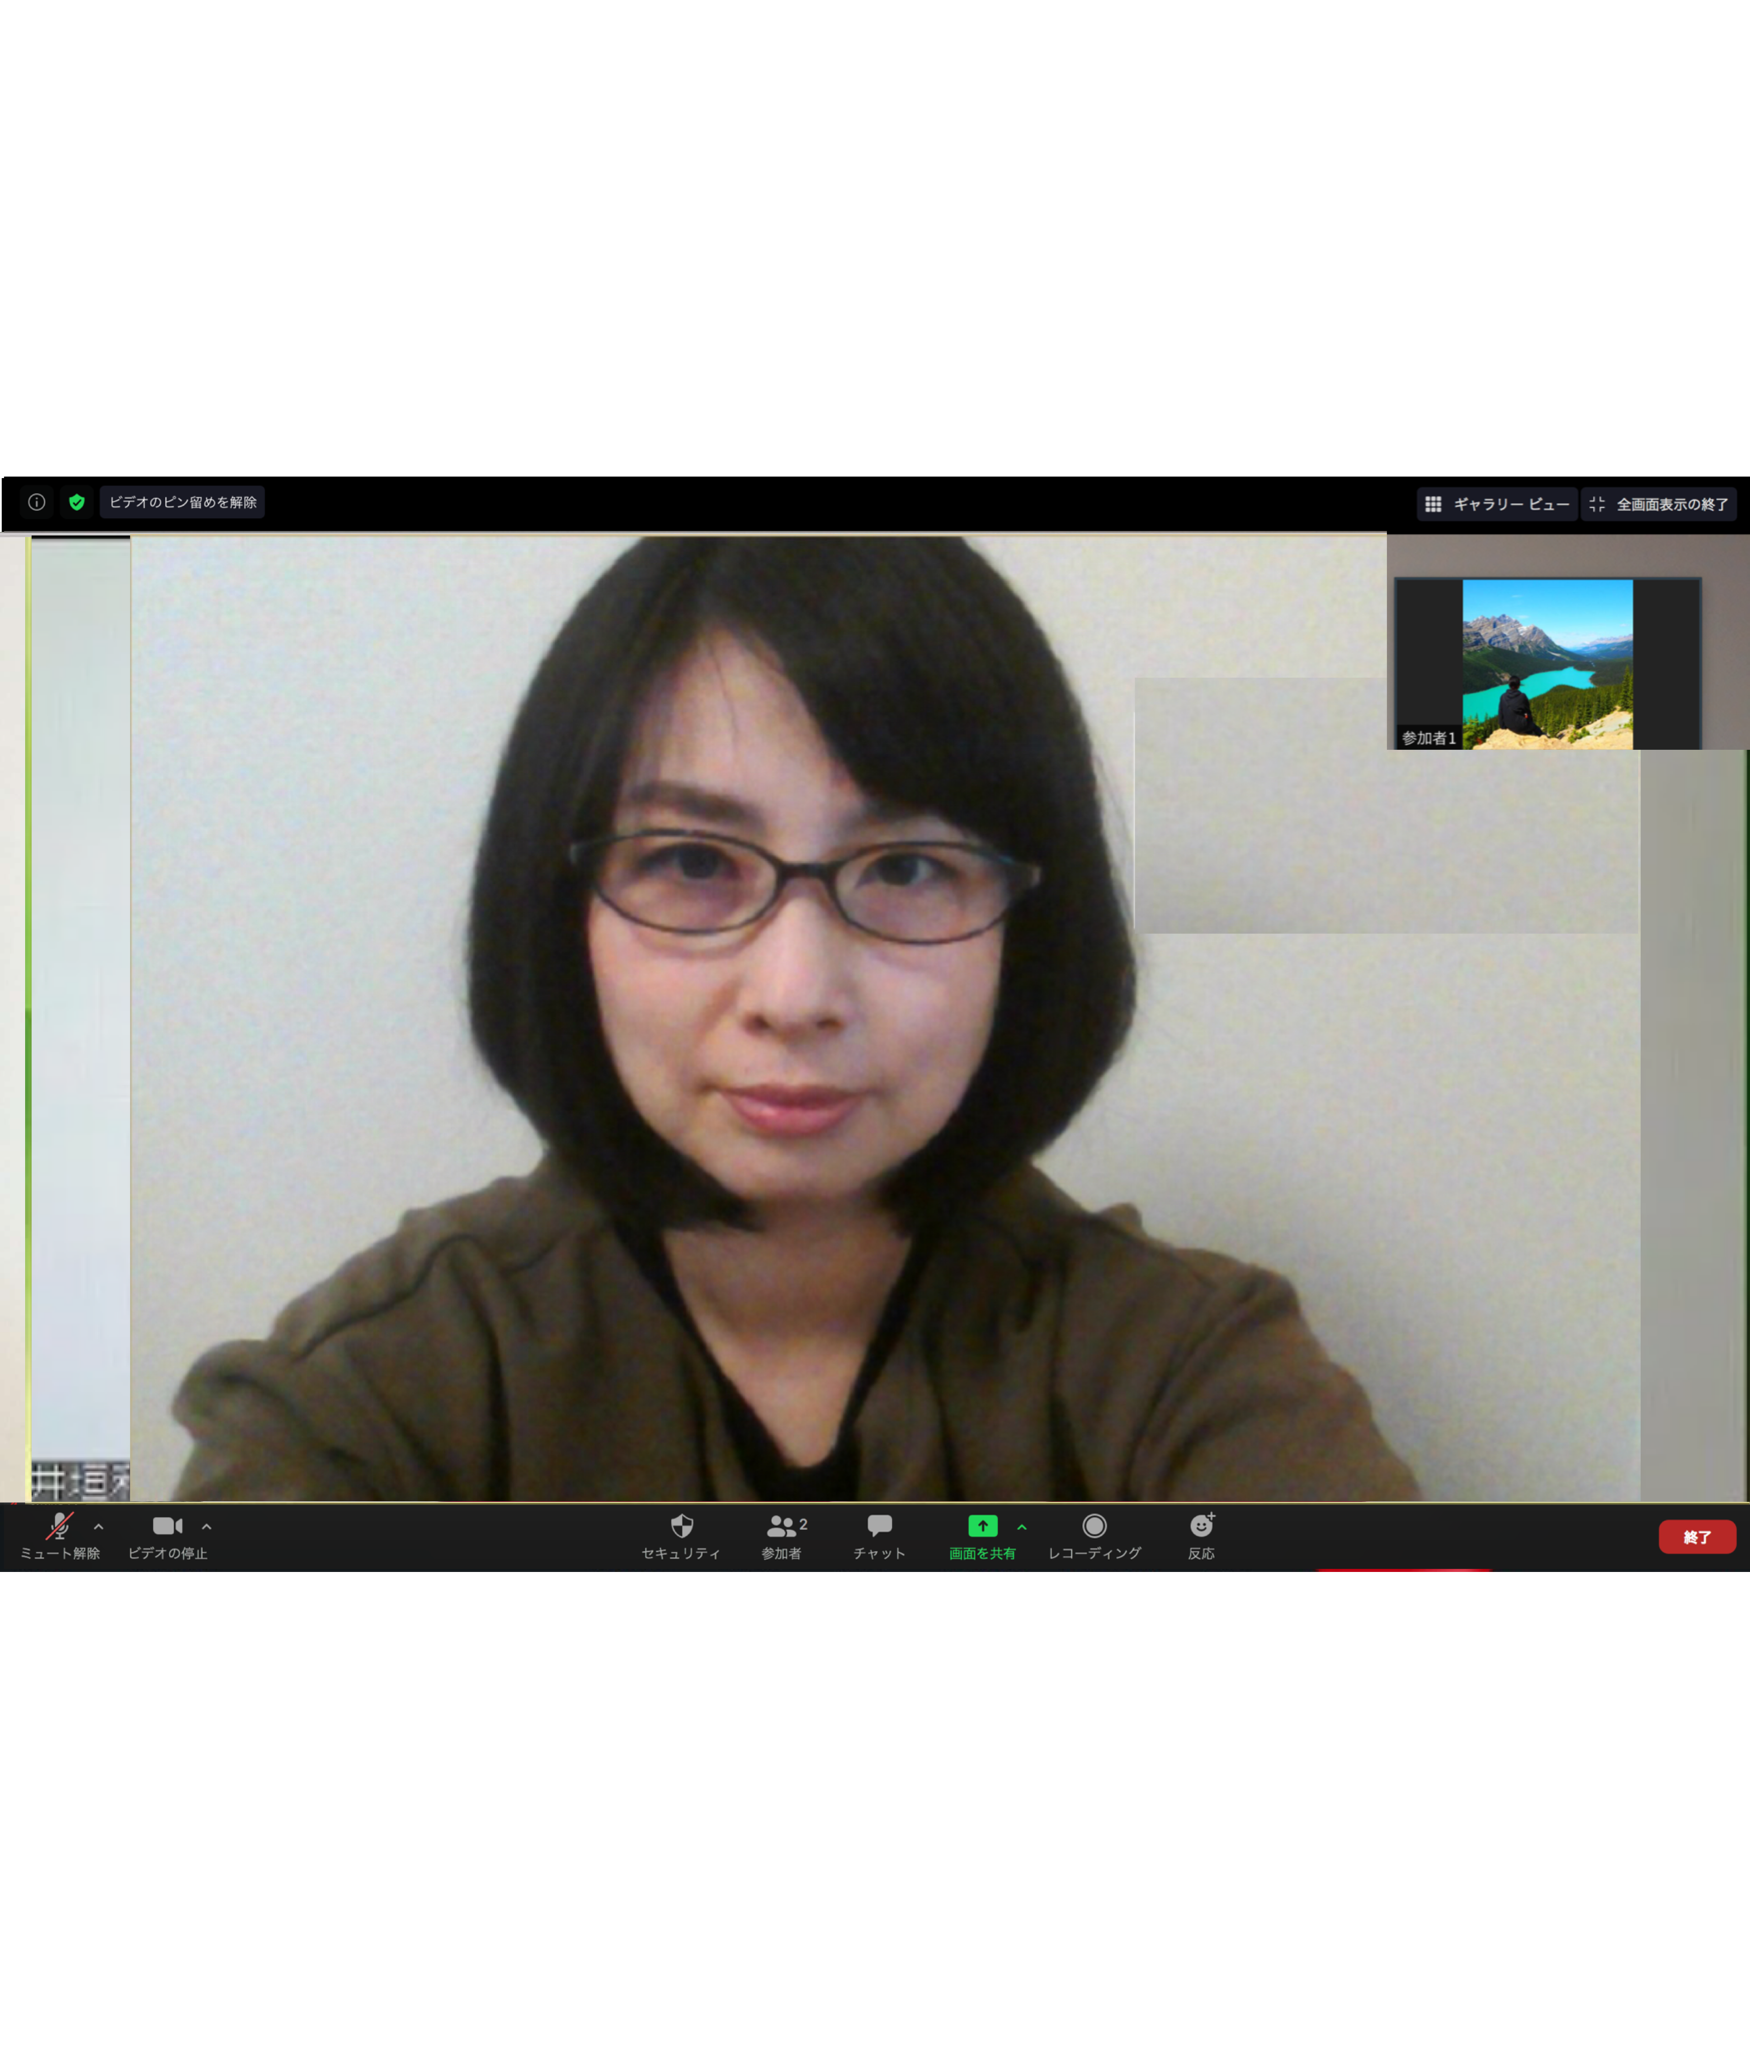 ビデオのピン留めを解除
ギャラリー ビュー
全画面表示の終了
参加者1
ミュート解除
ビデオの停止
セキュリティ
2
参加者
チャット
画面を共有
レコーディング
反応
終了